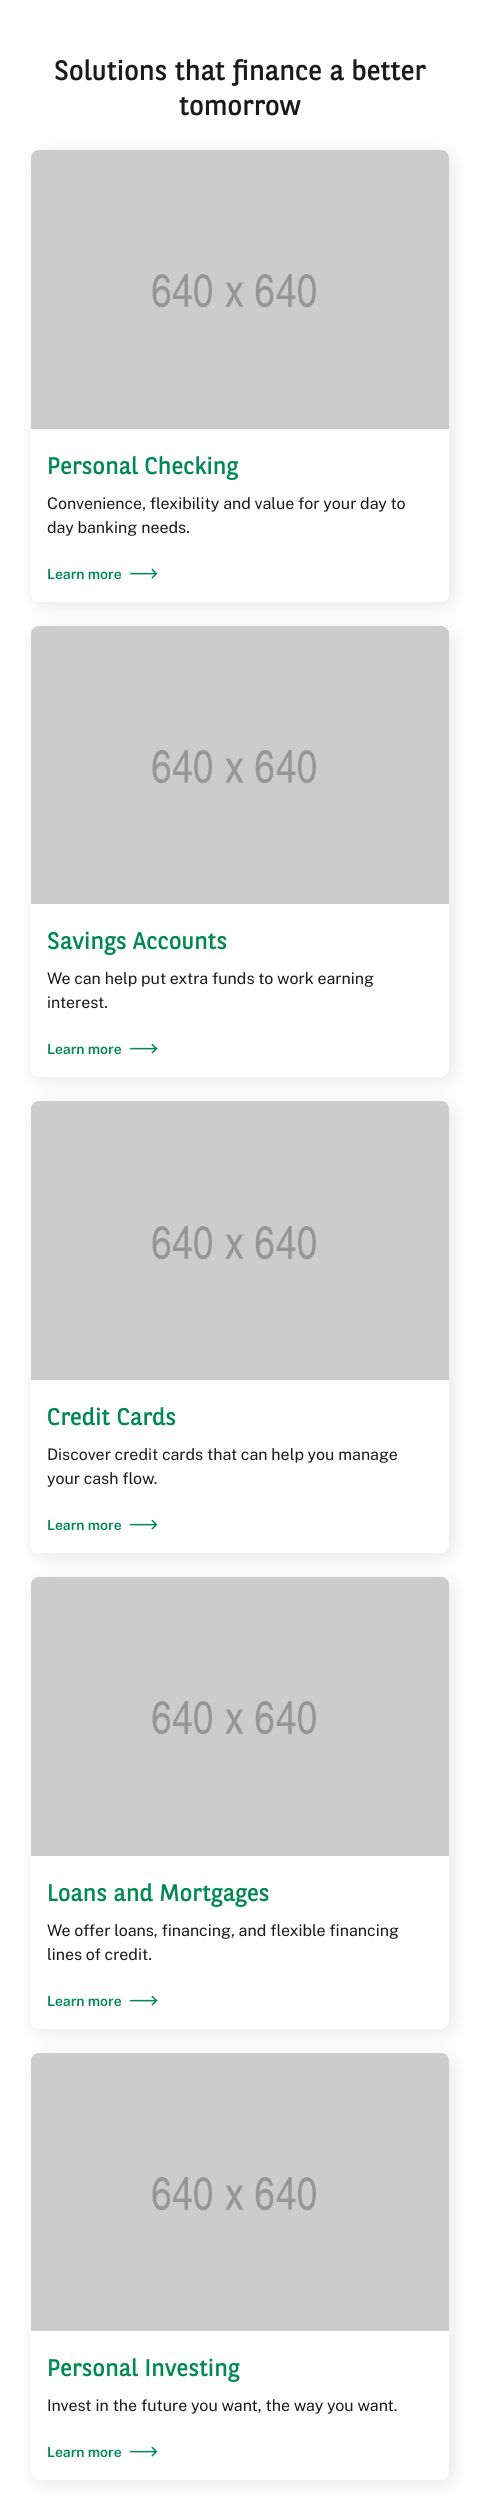 Solutions that finance a better
tomorrow
640 x 640
Personal Checking
Convenience, flexibility and value for your day to
day banking needs.
Learn more
640 x 640
Savings Accounts
We can help put extra funds to work earning
interest.
Learn more
640 x 640
Credit Cards
Discover credit cards that can help you manage
your cash flow.
Learn more
640 x 640
Loans and Mortgages
We offer loans, financing, and flexible financing
lines of credit.
Learn more
640 x 640
Personal Investing
Invest in the future you want, the way you want.
Learn more